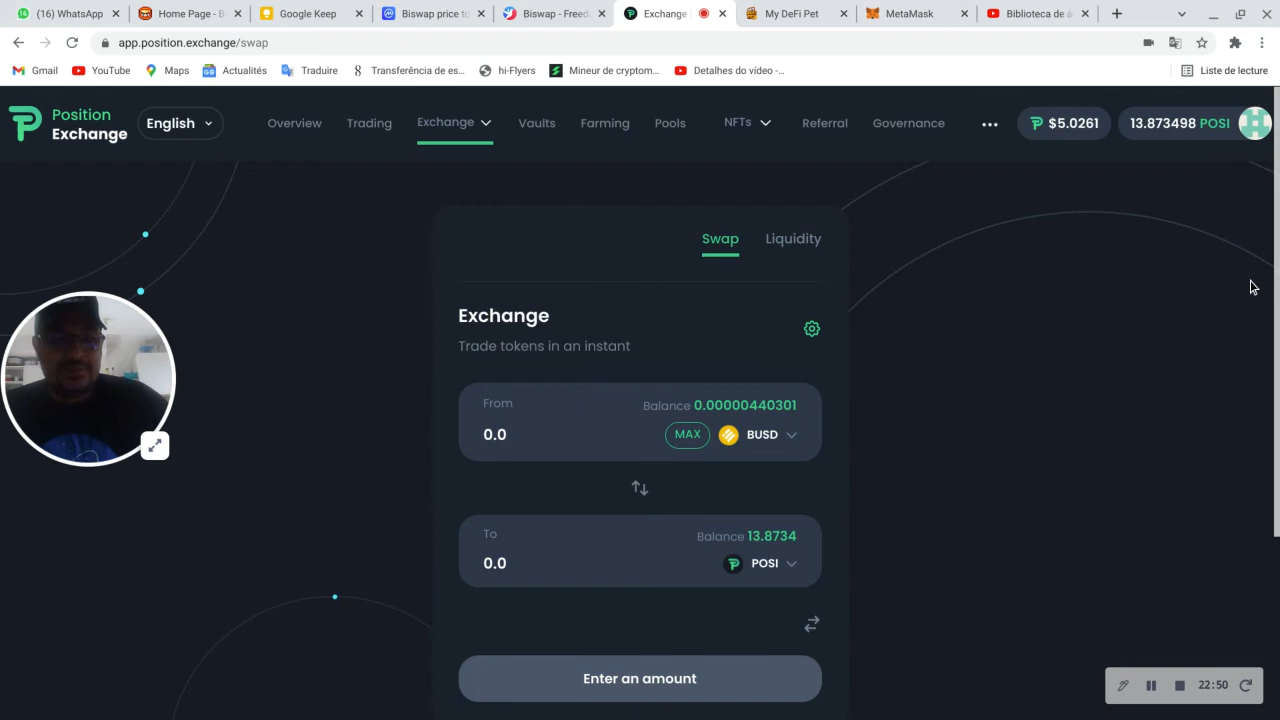 (16) WhatsApp
Home Page - B
Google Keep
Biswap price to
Biswap - Freed
Exchange
My DeFi Pet
MetaMask
Biblioteca de á
app.position.exchange/swap
Gmail
YouTube
Maps
Actualités
Traduire
Transferência de es...
hi-Flyers
Mineur de cryptom...
Detalhes do vídeo -...
Liste de lecture
Position
Exchange
English
Overview
Trading
Exchange
Vaults
Farming
Pools
NFTs
Referral
Governance
$5.0261
13.873498 POSI
Swap
Liquidity
Exchange
Trade tokens in an instant
From
Balance 0.00000440301
0.0
MAX
BUSD
To
Balance 13.8734
0.0
POSI
Enter an amount
22:50